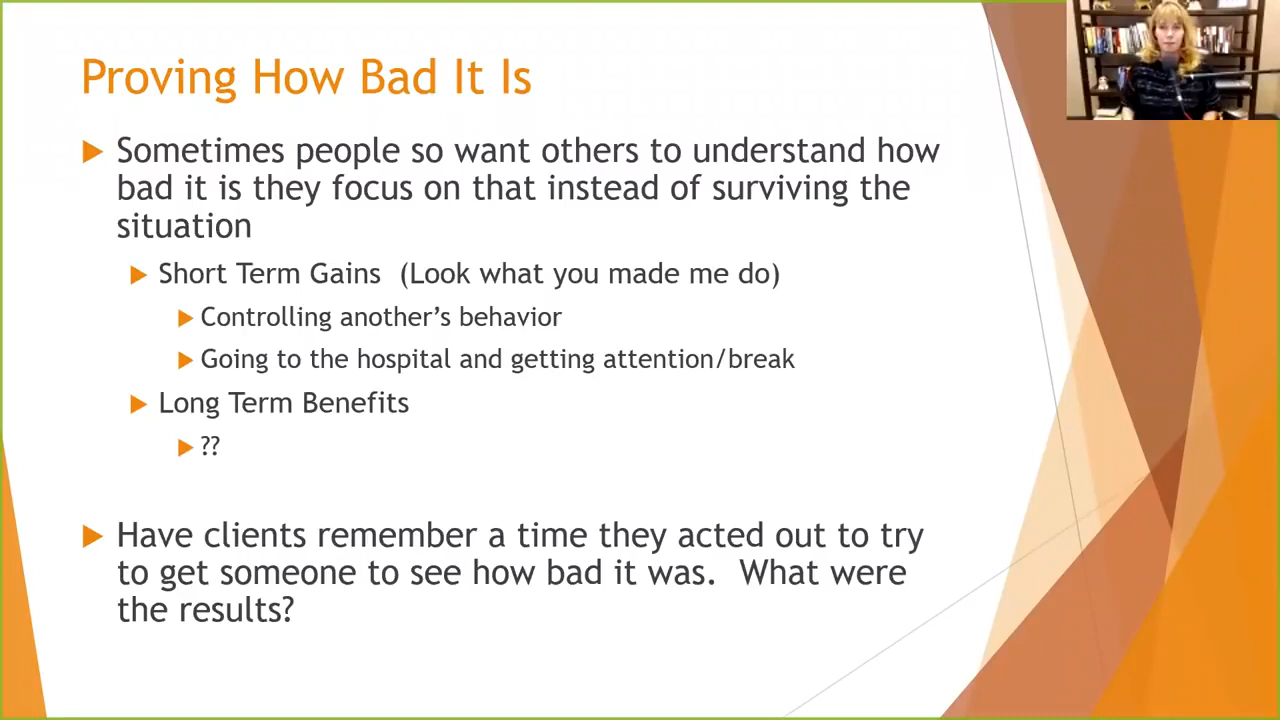 Proving How Bad It Is
Sometimes people so want others to understand how
bad it is they focus on that instead of surviving the
situation
Short Term Gains (Look what you made me do)
Controlling another's behavior
Going to the hospital and getting attention/break
Long Term Benefits
??
Have clients remember a time they acted out to try
to get someone to see how bad it was. What were
the results?